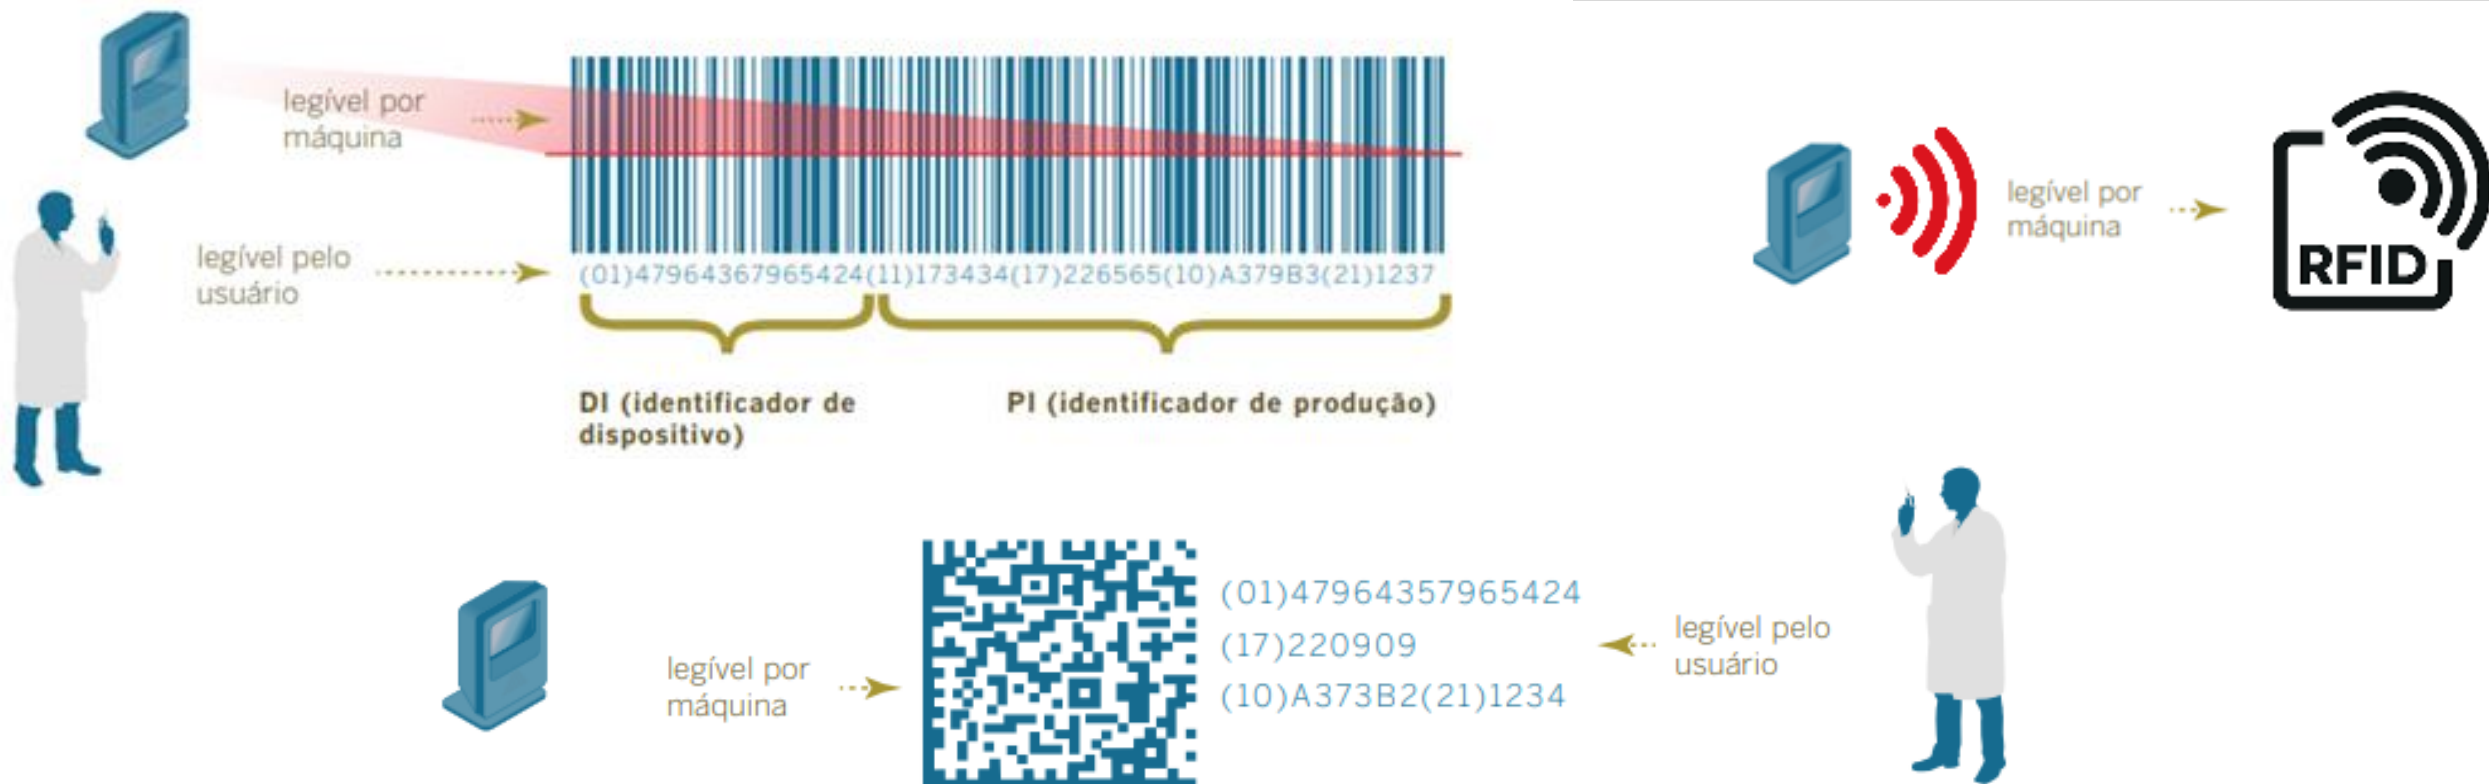 legível por
máquina
legível pelo
usuário
(01)47964367965424(11)173434(17)226565(10)A379B3(21)1237
DI (identificador de
dispositivo)
PI (identificador de produção)
legível por
máquina
RFID
legível por
máquina
(01)47964357965424
(17)220909
(10)A373B2(21)1234
legível pelo
usuário